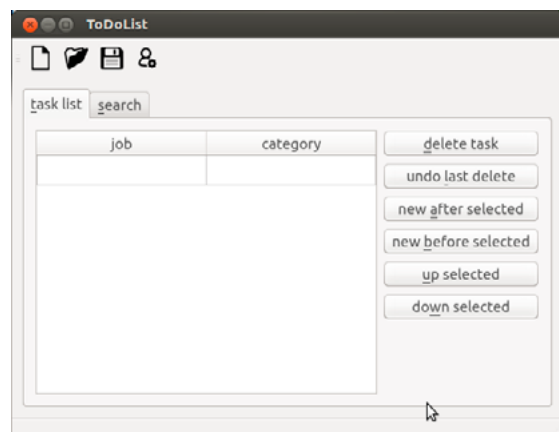 ToDoList
task list search
job category
delete task
undo last delete
new after selected
new before selected
up selected
down selected